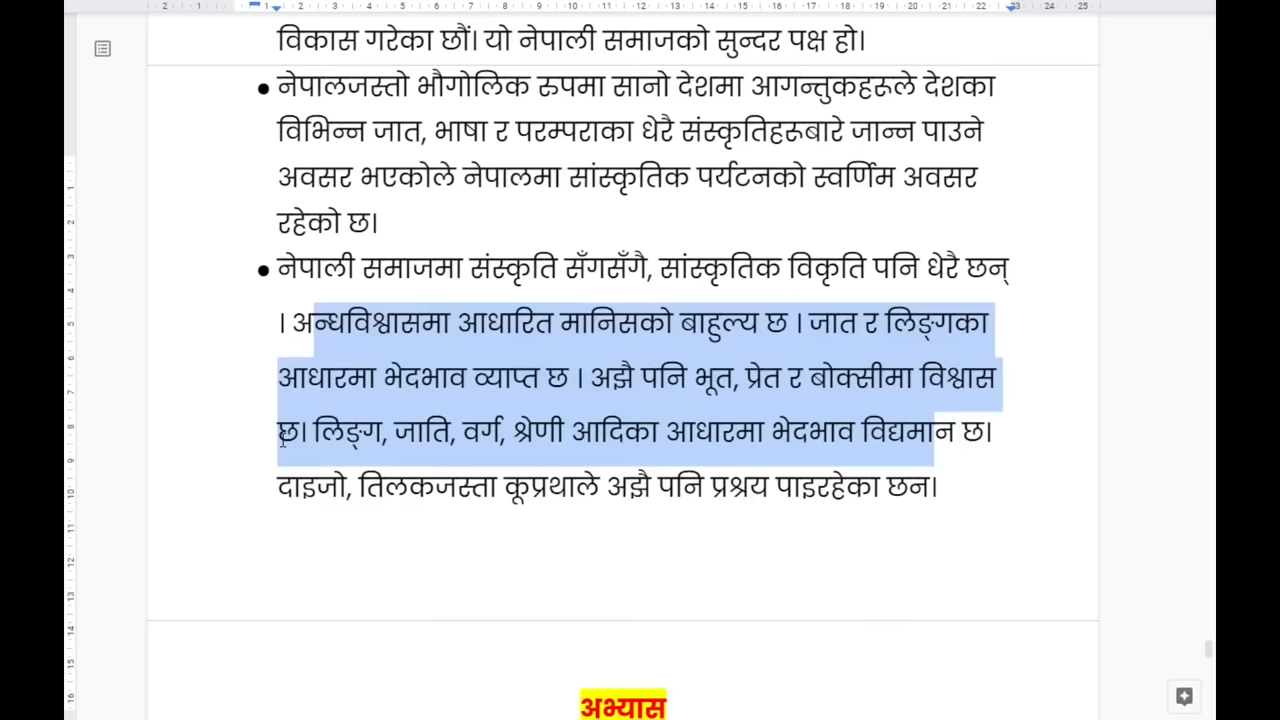 विकास गरेका छौं। यो नेपाली समाजको सुन्दर पक्ष हो।
● नेपालजस्तो भौगोलिक रुपमा सानो देशमा आगन्तुकहरूले देशका
विभिन्न जात, भाषा र परम्पराका धेरै संस्कृतिहरूबारे जान्न पाउने
अवसर भएकोले नेपालमा सांस्कृतिक पर्यटनको स्वर्णिम अवसर
रहेको छ।
● नेपाली समाजमा संस्कृति सँगसँगै, सांस्कृतिक विकृति पनि धेरै छन्
। अन्धविश्वासमा आधारित मानिसको बाहुल्य छ । जात र लिङ्गका
आधारमा भेदभाव व्याप्त छ । अझै पनि भूत, प्रेत र बोक्सीमा विश्वास
छ। लिङ्ग, जाति, वर्ग, श्रेणी आदिका आधारमा भेदभाव विद्यमान छ।
दाइजो, तिलकजस्ता कूप्रथाले अझै पनि प्रश्रय पाइरहेका छन।
अभ्यास